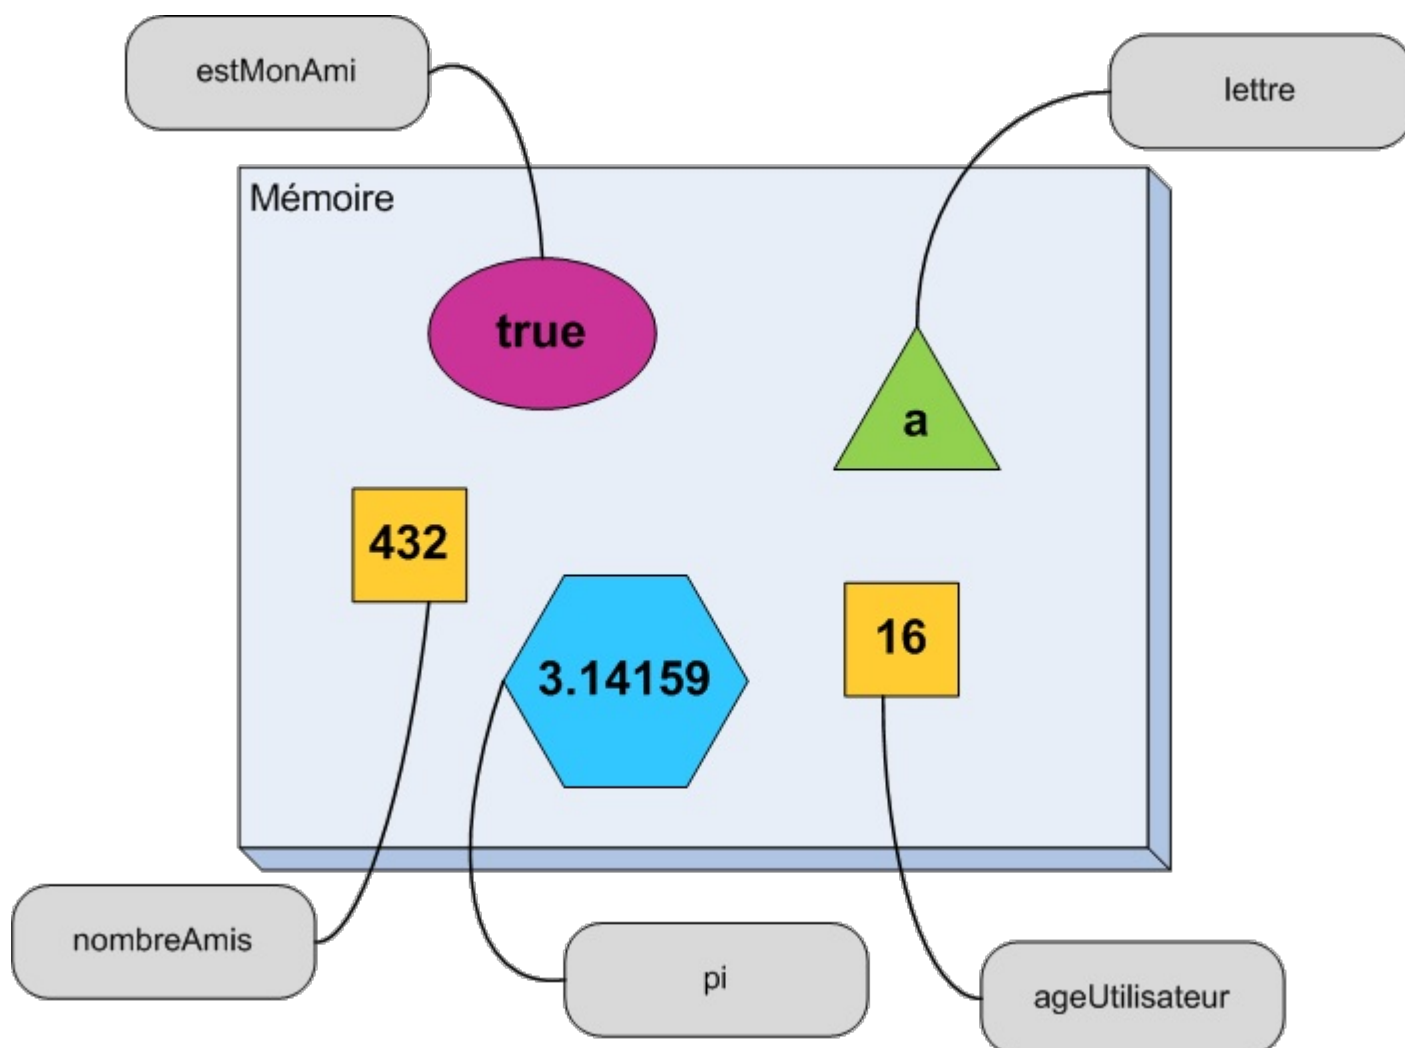 estMonAmi
lettre
Mémoire
true
a
432
16
3.14159
nombreAmis
pi
ageUtilisateur